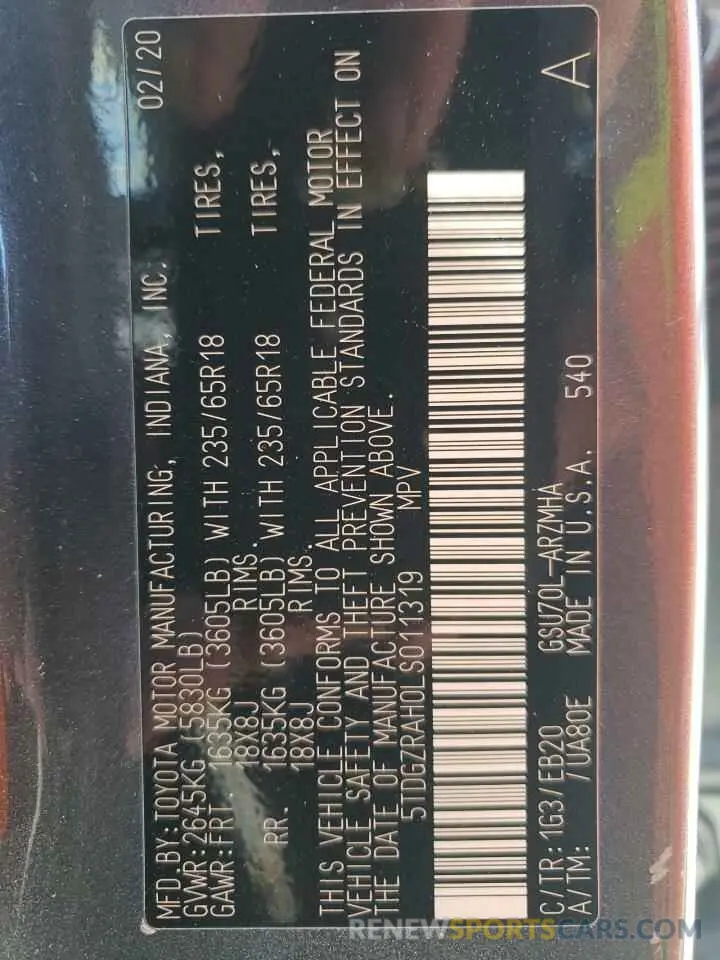 MFD.BY:TOYOTA MOTOR MANUFACTURING, INDIANA, INC. 02/20
GVWR:2645KG (5830LB)
GAWR:FRT 1635KG (3605LB) WITH 235/65R18 TIRES,
18X8J RIMS.
RR. 1635KG (3605LB) WITH 235/65R18 TIRES,
18X8J RIMS.
THIS VEHICLE CONFORMS TO ALL APPLICABLE FEDERAL MOTOR
VEHICLE SAFETY AND THEFT PREVENTION STANDARDS IN EFFECT ON
THE DATE OF MANUFACTURE SHOWN ABOVE.
5TDGZRAH0LS011319 MPV
C/TR: 1G3/EB20 GSU70L-ARZMHA A
A/TM: /UA80E MADE IN U.S.A. 540
RENEWSPORTSCARS.COM